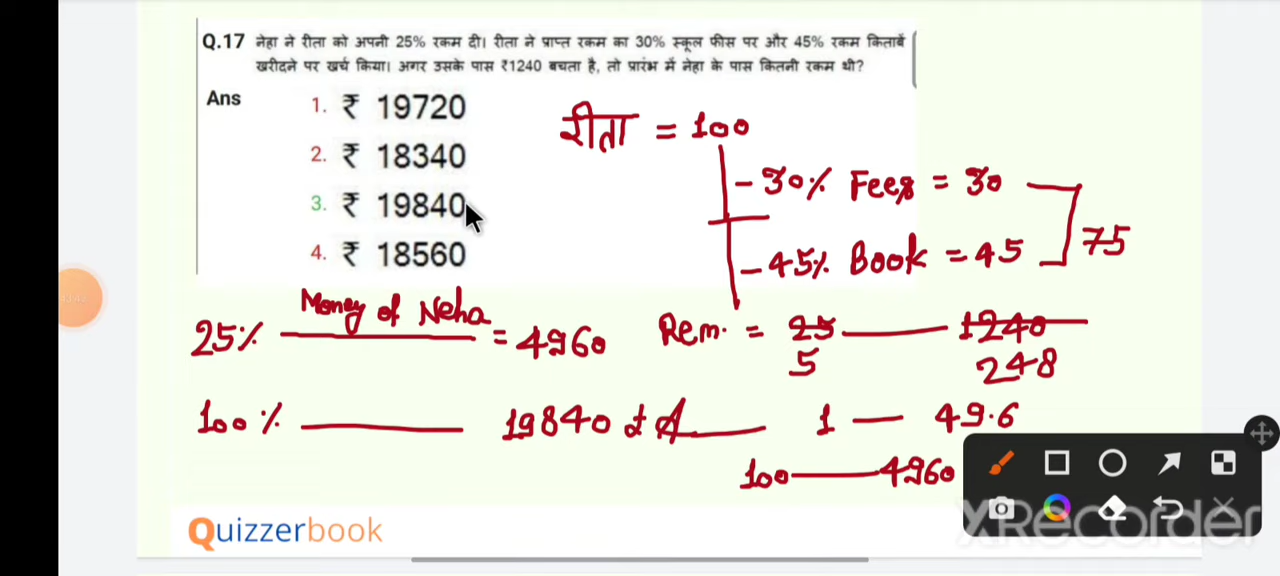 Q.17 नेहा ने रीता को अपनी 25% रकम दी। रीता ने प्राप्त रकम का 30% स्कूल फीस पर और 45% रकम किताबें
खरीदने पर खर्च किया। अगर उसके पास ₹1240 बचता है, तो प्रारंभ में नेहा के पास कितनी रकम थी?
Ans 1. ₹ 19720
2. ₹ 18340
3. ₹ 19840
4. ₹ 18560
रीता = 100
- 30% Fees = 30
- 45% Book = 45
75
25% Money of Neha = 4960
Rem. = 25 1240
5 248
100% 19840
1 — 49.6
100 4960
Quizzerbook
XRecorder